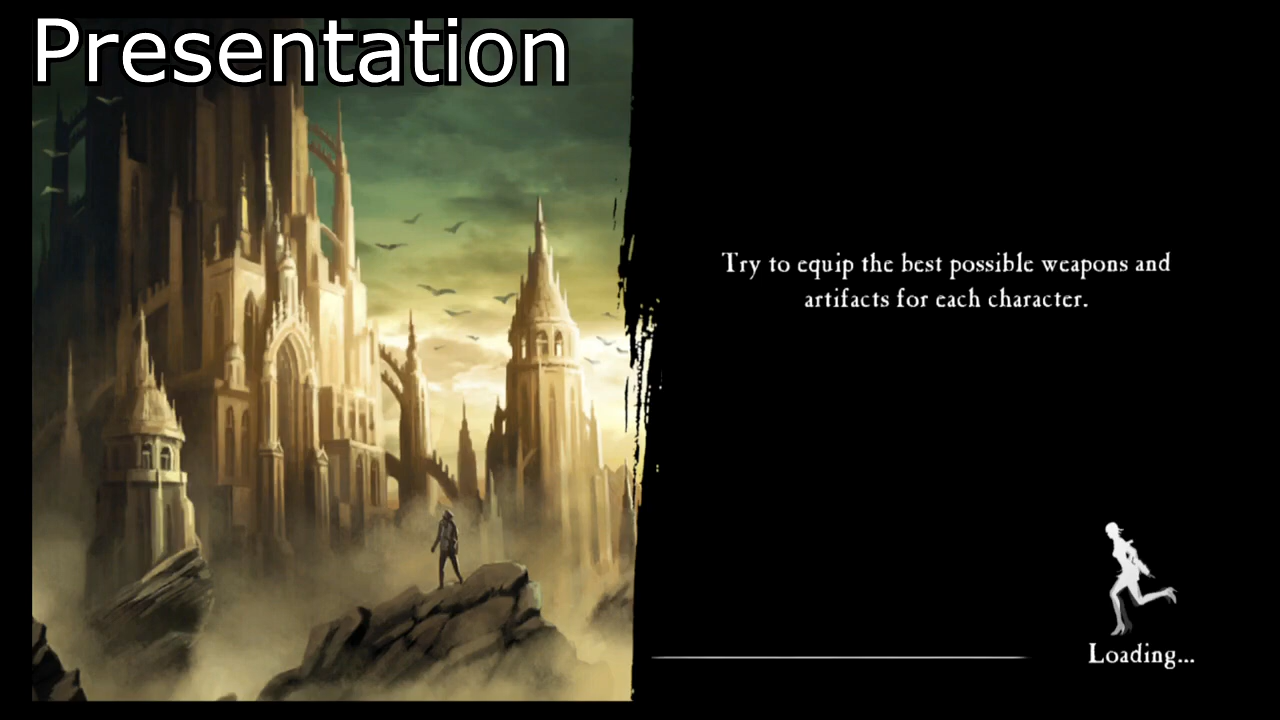 Presentation
Try to equip the best possible weapons and
artifacts for each character.
Loading...